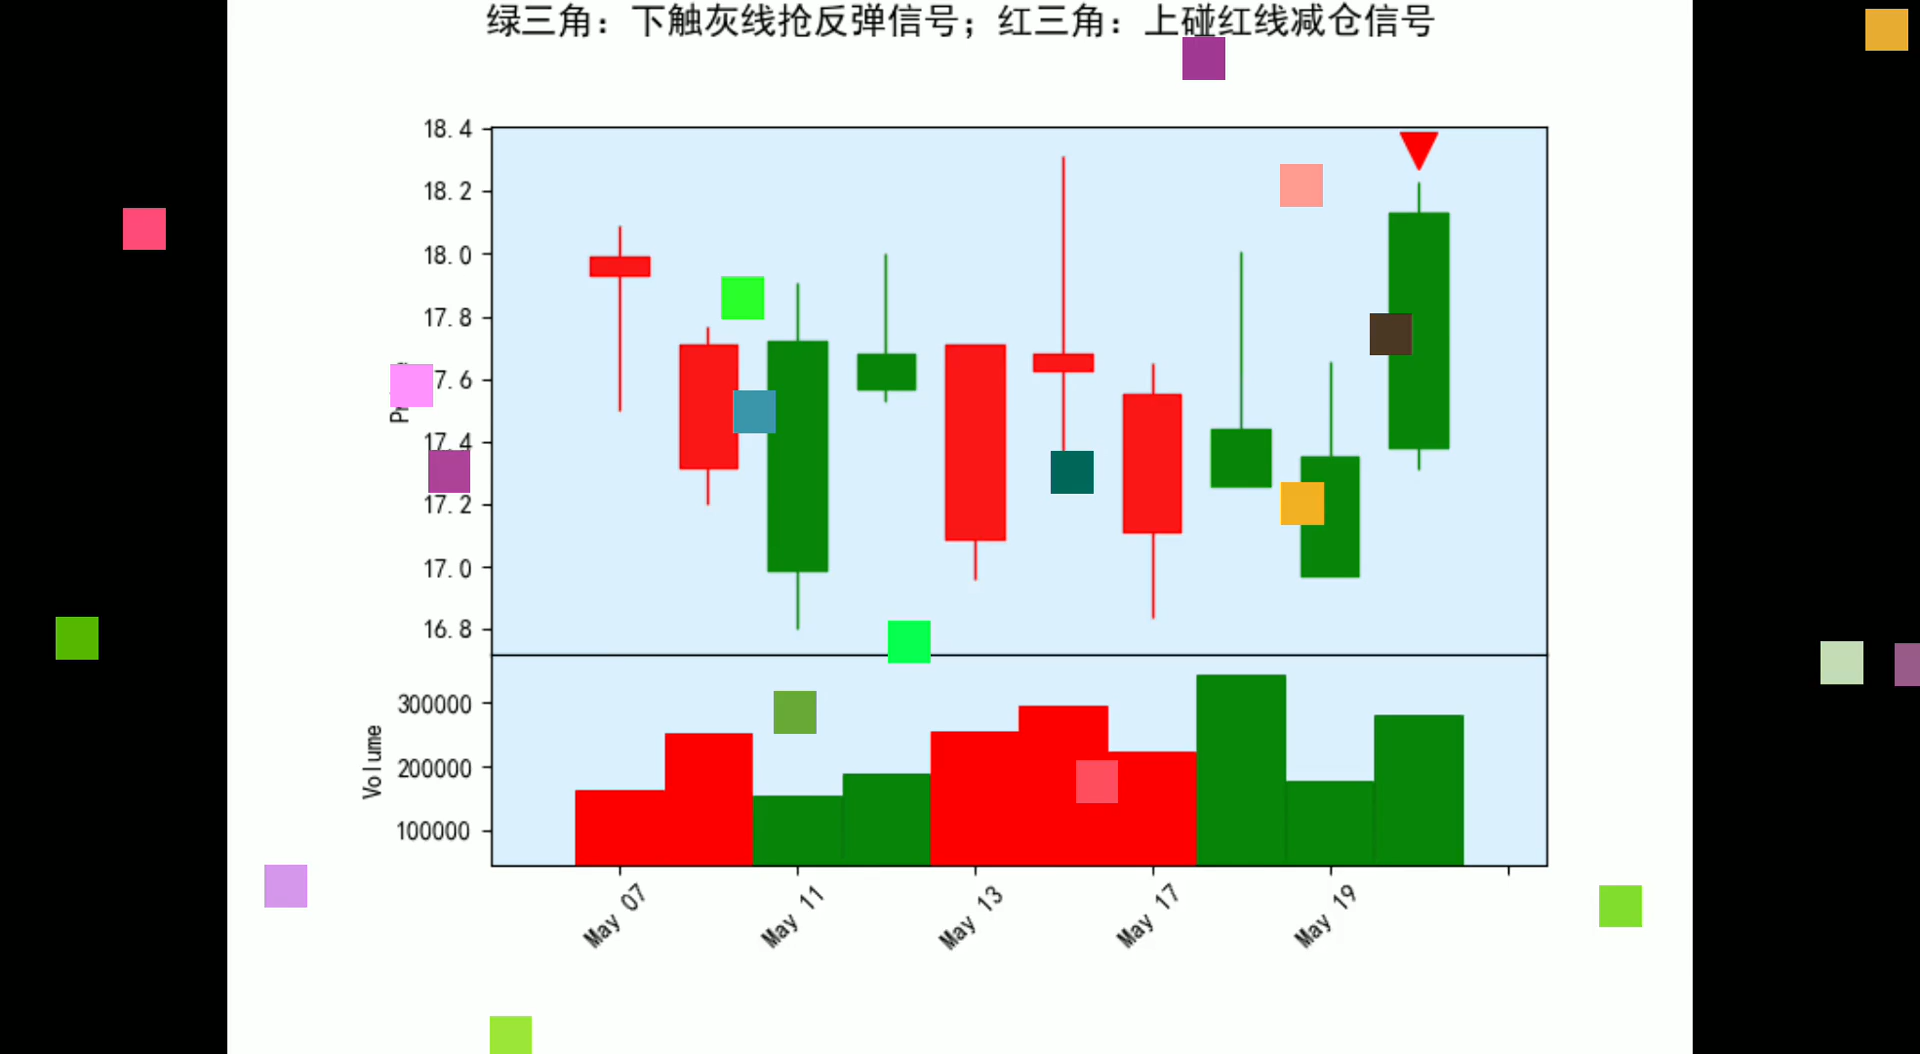 绿三角：下触灰线抢反弹信号；红三角：上碰红线减仓信号
18.4
18.2
18.0
17.8
7.6
17.4
17.2
17.0
16.8
300000
200000
100000
Volume
May 07
May 11
May 13
May 17
May 19